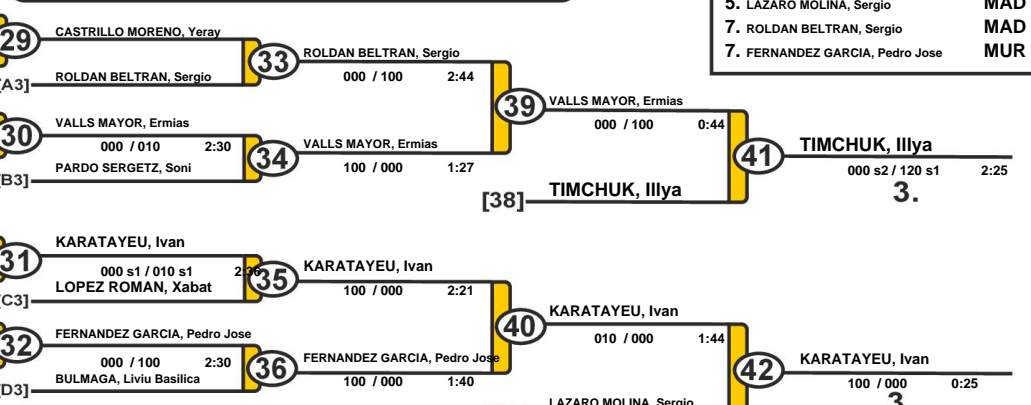 5. LAZARO MOLINA, Sergio MAD
7. ROLDAN BELTRAN, Sergio MAD
7. FERNANDEZ GARCIA, Pedro Jose MUR
29
CASTRILLO MORENO, Yeray
[A3]
ROLDAN BELTRAN, Sergio
33
ROLDAN BELTRAN, Sergio
000 / 100 2:44
30
VALLS MAYOR, Ermias
000 / 010 2:30
[B3]
PARDO SERGETZ, Soni
34
VALLS MAYOR, Ermias
100 / 000 1:27
39
VALLS MAYOR, Ermias
000 / 100 0:44
[38]
TIMCHUK, Illya
41
TIMCHUK, Illya
000 s2 / 120 s1 2:25
3.
31
KARATAYEU, Ivan
000 s1 / 010 s1 2:36
[C3]
LOPEZ ROMAN, Xabat
35
KARATAYEU, Ivan
100 / 000 2:21
32
FERNANDEZ GARCIA, Pedro Jose
000 / 100 2:30
[D3]
BULMAGA, Liviu Basilica
36
FERNANDEZ GARCIA, Pedro Jose
100 / 000 1:40
40
KARATAYEU, Ivan
010 / 000 1:44
LAZARO MOLINA, Sergio
42
KARATAYEU, Ivan
100 / 000 0:25
3